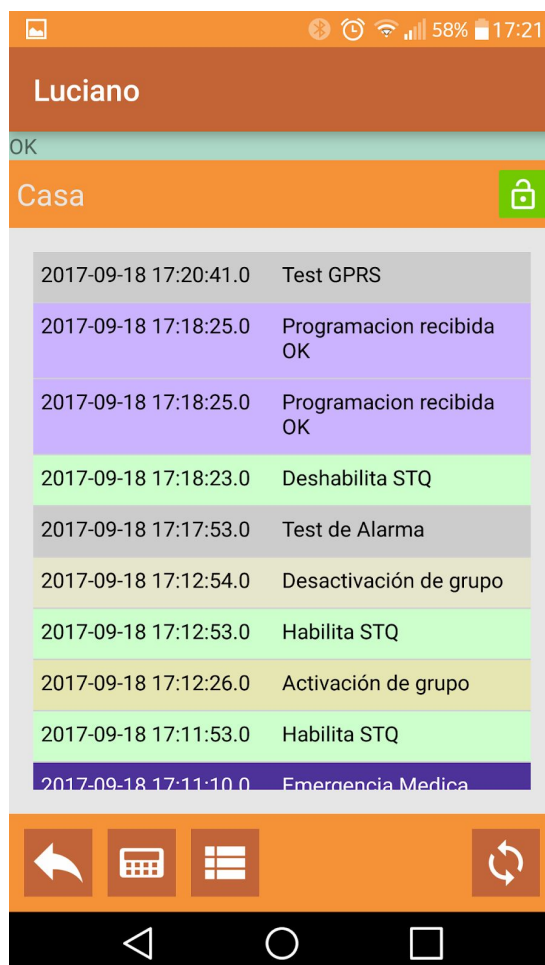 58% 17:21
Luciano
OK
Casa
2017-09-18 17:20:41.0 Test GPRS
2017-09-18 17:18:25.0 Programacion recibida
OK
2017-09-18 17:18:25.0 Programacion recibida
OK
2017-09-18 17:18:23.0 Deshabilita STQ
2017-09-18 17:17:53.0 Test de Alarma
2017-09-18 17:12:54.0 Desactivación de grupo
2017-09-18 17:12:53.0 Habilita STQ
2017-09-18 17:12:26.0 Activación de grupo
2017-09-18 17:11:53.0 Habilita STQ
2017-09-18 17:11:10.0 Emergencia Medica